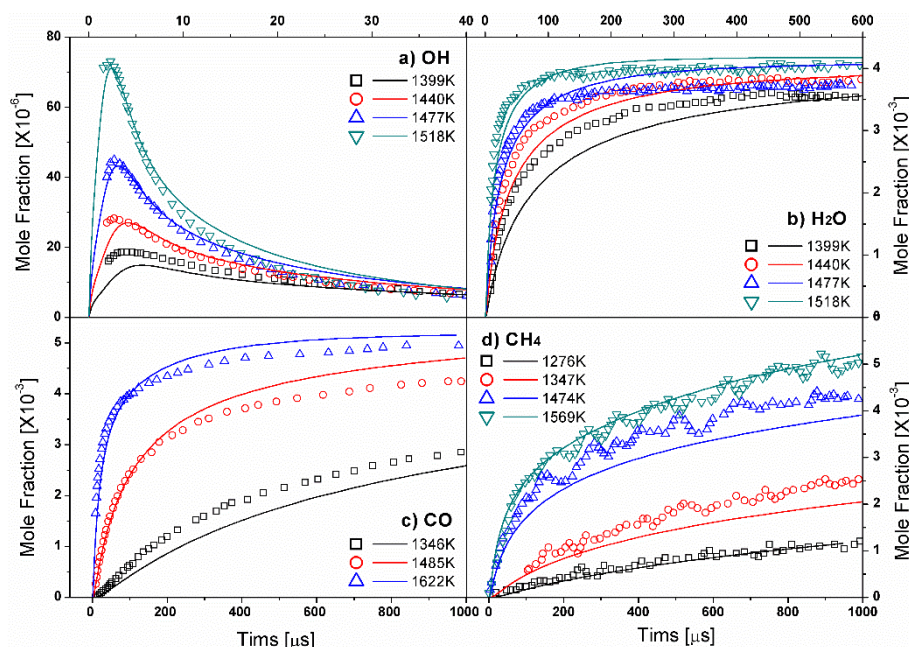 0 10 20 30 40
0 100 200 300 400 500 600
80
60
40
20
0
Mole Fraction [X10⁻⁶]
a) OH
1399K
1440K
1477K
1518K
4
3
2
1
0
Mole Fraction [X10⁻³]
b) H₂O
1399K
1440K
1477K
1518K
5
4
3
2
1
0
Mole Fraction [X10⁻³]
c) CO
1346K
1485K
1622K
d) CH₄
1276K
1347K
1474K
1569K
5
4
3
2
1
0
Mole Fraction [X10⁻³]
0 200 400 600 800 1000
0 200 400 600 800 1000
Tims [µs]
Tims [µs]